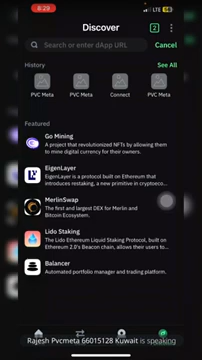 8:29
Discover
2
Search or enter dApp URL
Cancel
History
See All
PVC Meta
PVC Meta
Connect
PVC Meta
Featured
Go Mining
A project that revolutionized NFTs by allowing them
to mine digital currency for their owners.
EigenLayer
EigenLayer is a protocol built on Ethereum that
introduces restaking, a new primitive in cryptoeco...
MerlinSwap
The first and largest DEX for Merlin and
Bitcoin Ecosystem.
Lido Staking
The Lido Ethereum Liquid Staking Protocol, built on
Ethereum 2.0's Beacon chain, allows their users to...
Balancer
Automated portfolio manager and trading platform.
Rajesh Pvcmeta 66015128 Kuwait is speaking